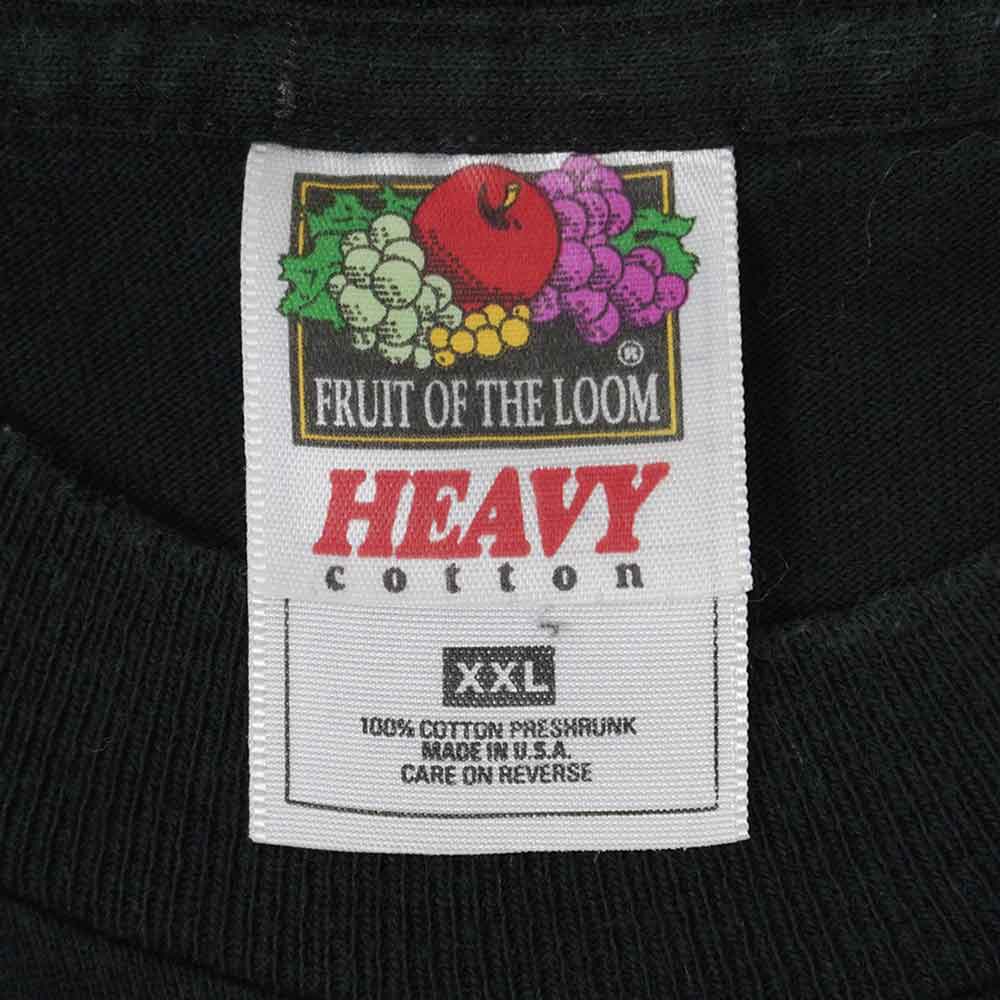 ®
FRUIT OF THE LOOM
HEAVY
cotton
XXL
100% COTTON PRESHRUNK
MADE IN U.S.A.
CARE ON REVERSE